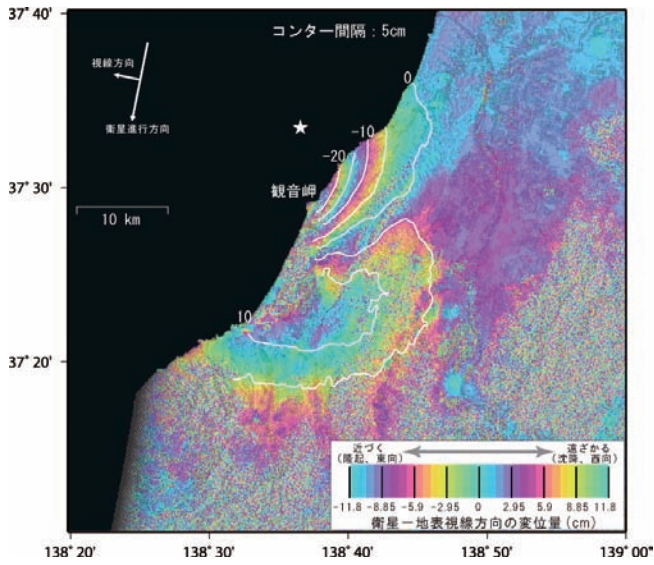 37° 40'
コンター間隔：5cm
視線方向
衛星進行方向
0
-10
-20
37° 30'
観音岬
10 km
10
37° 20'
近づく
(隆起、東向)
遠ざかる
(沈降、西向)
-11.8 -8.85 -5.9 -2.95 0 2.95 5.9 8.85 11.8
衛星－地表視線方向の変位量(cm)
138° 20' 138° 30' 138° 40' 138° 50' 139° 00'